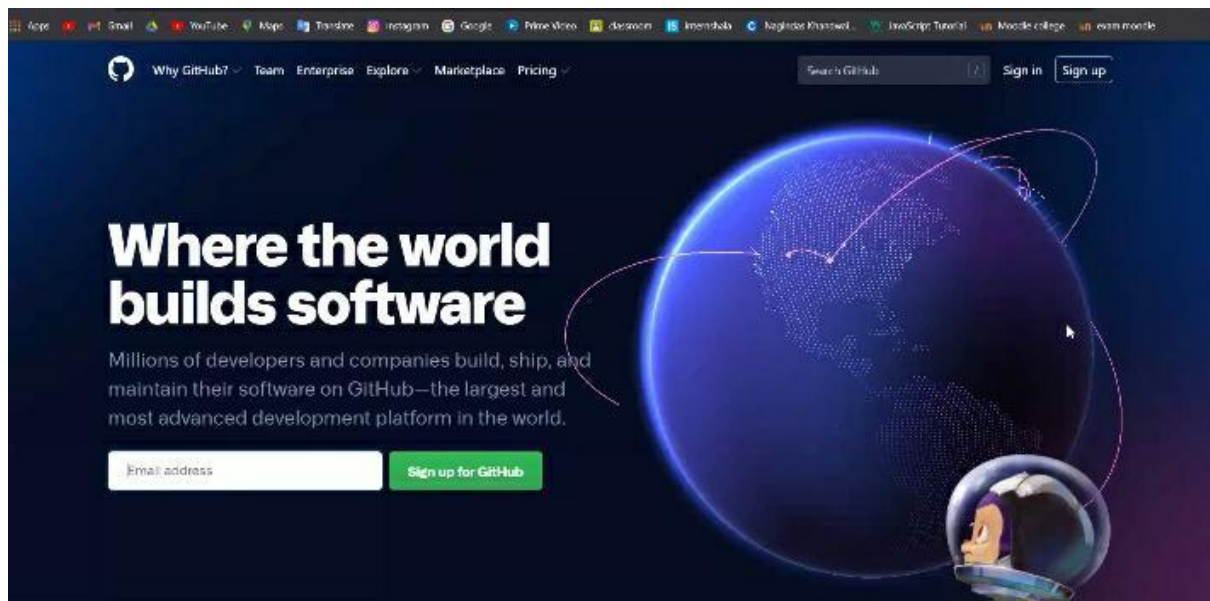 Apps
Gmail
YouTube
Maps
Translate
Instagram
Google
Prime Video
classroom
internshala
Nagindas Khandwal...
JavaScript Tutorial
Moodle college
exam moodle
Why GitHub?
Team
Enterprise
Explore
Marketplace
Pricing
Search GitHub
/
Sign in
Sign up
Where the world
builds software
Millions of developers and companies build, ship, and
maintain their software on GitHub—the largest and
most advanced development platform in the world.
Email address
Sign up for GitHub